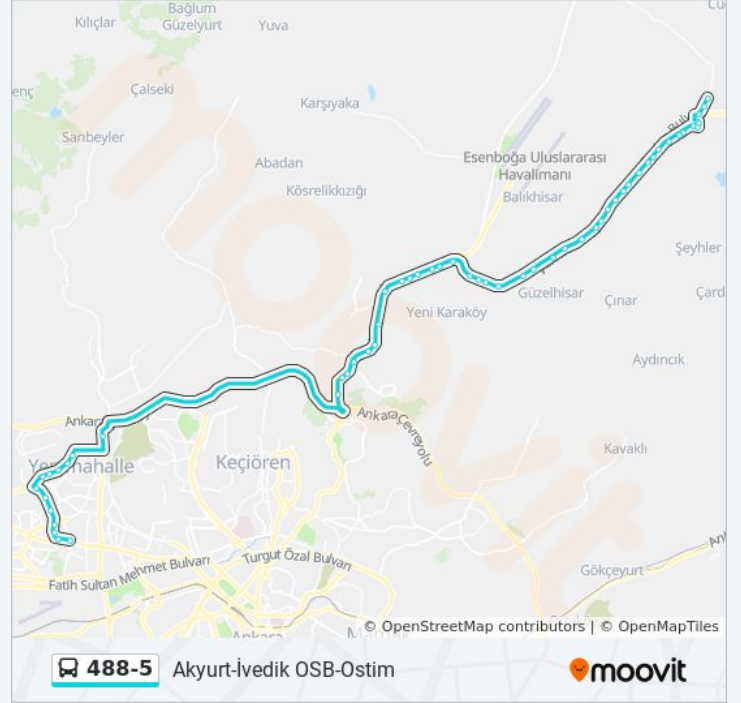 Bağlum
Güzelyurt
Kılıçlar
Yuva
Çalseki
Karşıyaka
Sanbeyler
Esenboğa Uluslararası
Havalimanı
Abadan
Kösrelikkızığı
Balıkhisar
Şeyhler
Güzelhisar
Çınar
Yeni Karaköy
Aydıncık
Ankara Çevreyolu
Kavaklı
Keçiören
Turgut Özal Bulvarı
Fatih Sultan Mehmet Bulvarı
Gökçeyurt
Ankara
© OpenStreetMap contributors | © OpenMapTiles
488-5 Akyurt-İvedik OSB-Ostim
moovit